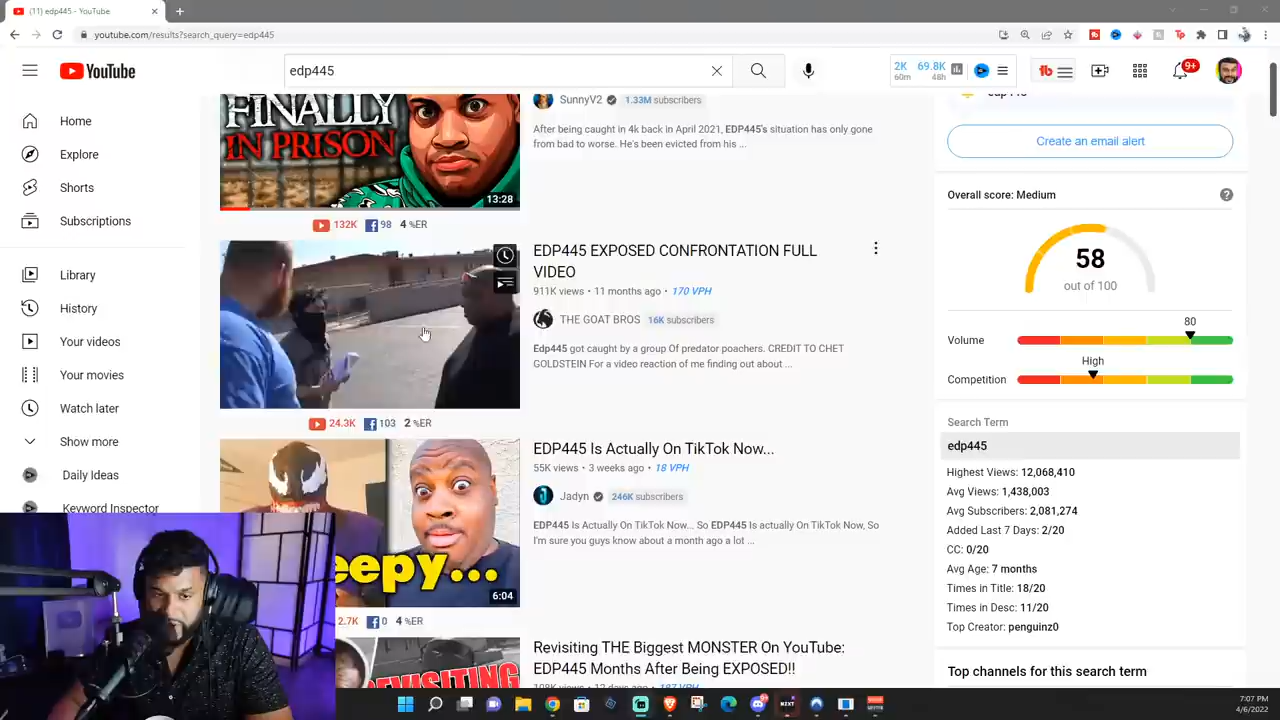 (11) edp445 - YouTube
youtube.com/results?search_query=edp445
YouTube
edp445
2K 69.8K
60m 48h
9+
Home
Explore
Shorts
Subscriptions
Library
History
Your videos
Your movies
Watch later
Show more
Daily Ideas
Keyword Inspector
FINALLY
IN PRISON
13:28
SunnyV2 1.33M subscribers
After being caught in 4k back in April 2021, EDP445's situation has only gone
from bad to worse. He's been evicted from his ...
132K 98 4 %ER
EDP445 EXPOSED CONFRONTATION FULL
VIDEO
911K views • 11 months ago • 170 VPH
THE GOAT BROS 16K subscribers
Edp445 got caught by a group Of predator poachers. CREDIT TO CHET
GOLDSTEIN For a video reaction of me finding out about ...
24.3K 103 2 %ER
EDP445 Is Actually On TikTok Now...
55K views • 3 weeks ago • 18 VPH
Jadyn 246K subscribers
EDP445 Is Actually On TikTok Now... So EDP445 Is actually On TikTok Now, So
I'm sure you guys know about a month ago a lot ...
eepy...
6:04
2.7K 0 4 %ER
Revisiting THE Biggest MONSTER On YouTube:
EDP445 Months After Being EXPOSED!!
108K views • 12 days ago • 187 VPH
REVISITING
edp445
Create an email alert
Overall score: Medium
58
out of 100
80
Volume
High
Competition
Search Term
edp445
Highest Views: 12,068,410
Avg Views: 1,438,003
Avg Subscribers: 2,081,274
Added Last 7 Days: 2/20
CC: 0/20
Avg Age: 7 months
Times in Title: 18/20
Times in Desc: 11/20
Top Creator: penguinz0
Top channels for this search term
7:07 PM
4/6/2022